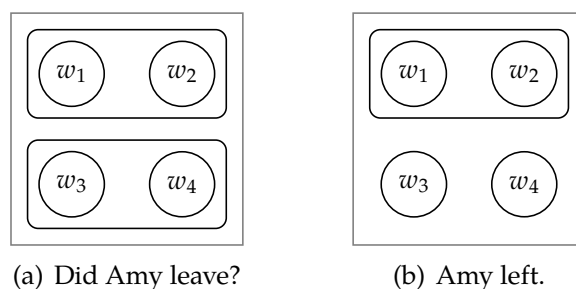 w₁ w₂ w₁ w₂
w₃ w₄ w₃ w₄
(a) Did Amy leave? (b) Amy left.